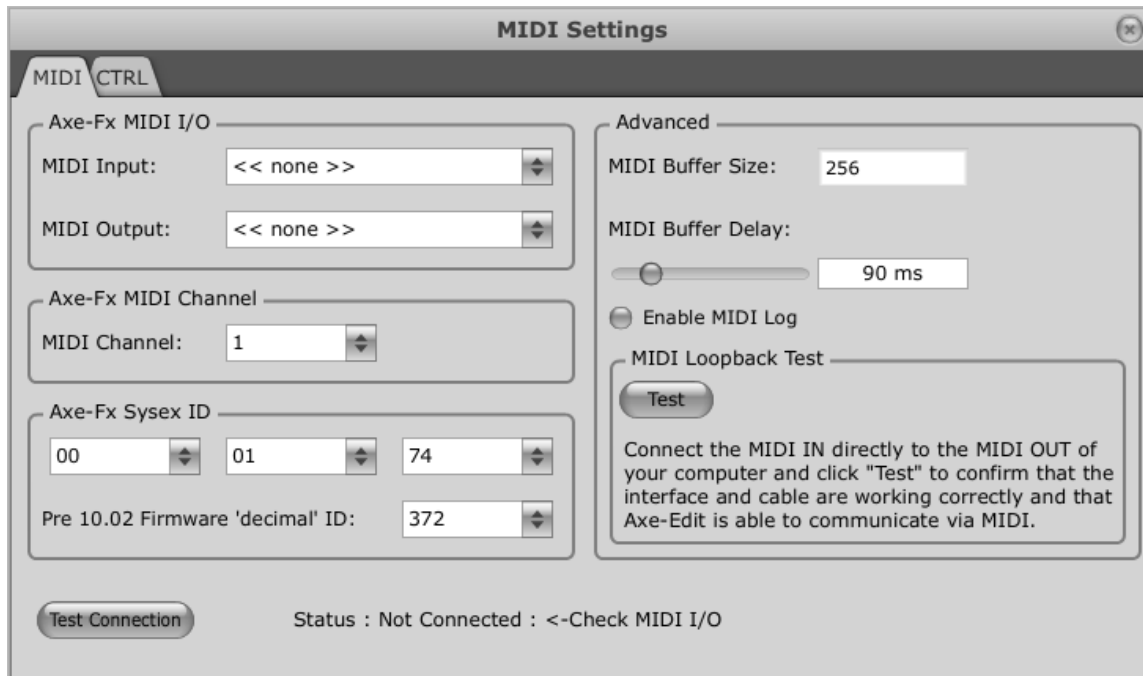 MIDI Settings
MIDI CTRL
Axe-Fx MIDI I/O
MIDI Input: << none >>
MIDI Output: << none >>
Axe-Fx MIDI Channel
MIDI Channel: 1
Axe-Fx Sysex ID
00 01 74
Pre 10.02 Firmware 'decimal' ID: 372
Advanced
MIDI Buffer Size: 256
MIDI Buffer Delay:
90 ms
Enable MIDI Log
MIDI Loopback Test
Test
Connect the MIDI IN directly to the MIDI OUT of
your computer and click "Test" to confirm that the
interface and cable are working correctly and that
Axe-Edit is able to communicate via MIDI.
Test Connection Status : Not Connected : <-Check MIDI I/O